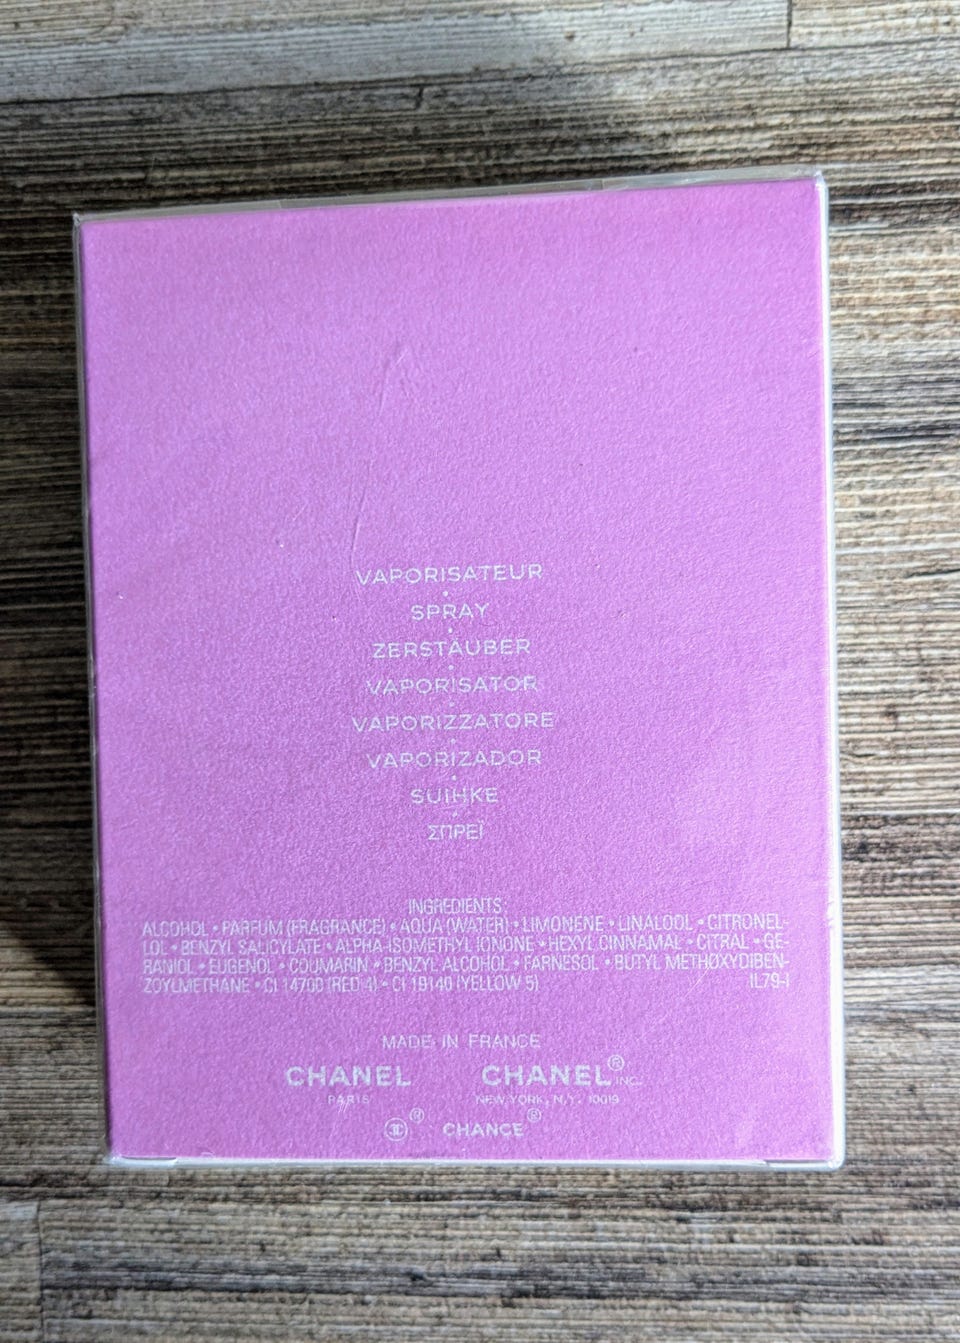 VAPORISATEUR
•
SPRAY
•
ZERSTÄUBER
•
VAPORISATOR
•
VAPORIZZATORE
•
VAPORIZADOR
•
SUIHKE
•
ΣΠΡΕΪ
INGREDIENTS:
ALCOHOL • PARFUM (FRAGRANCE) • AQUA (WATER) • LIMONENE • LINALOOL • CITRONEL-
LOL • BENZYL SALICYLATE • ALPHA-ISOMETHYL IONONE • HEXYL CINNAMAL • CITRAL • GE-
RANIOL • EUGENOL • COUMARIN • BENZYL ALCOHOL • FARNESOL • BUTYL METHOXYDIBEN-
ZOYLMETHANE • CI 14700 (RED 4) • CI 19140 (YELLOW 5) IL79-I
MADE IN FRANCE
CHANEL CHANEL® INC.
PARIS NEW YORK, N.Y. 10019
® CHANCE®